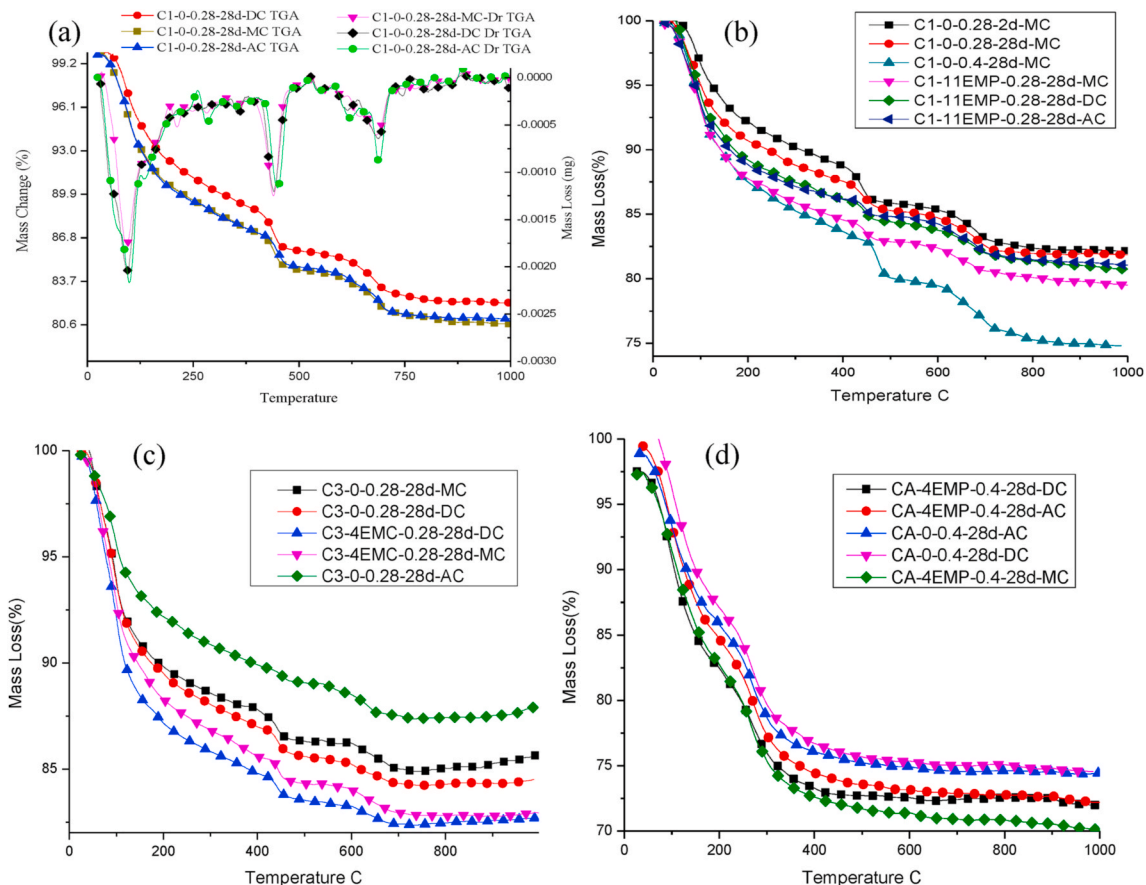 C1-0-0.28-28d-DC TGA
C1-0-0.28-28d-MC TGA
C1-0-0.28-28d-AC TGA
C1-0-0.28-28d-MC-Dr TGA
C1-0-0.28-28d-DC Dr TGA
C1-0-0.28-28d-AC Dr TGA
(a)
Mass Change (%)
99.2
96.1
93.0
89.9
86.8
83.7
80.6
0
250
500
750
1000
Temperature
0.0000
-0.0005
-0.0010
-0.0015
-0.0020
-0.0025
-0.0030
Mass Loss (mg)
(b)
C1-0-0.28-2d-MC
C1-0-0.28-28d-MC
C1-0-0.4-28d-MC
C1-11EMP-0.28-28d-MC
C1-11EMP-0.28-28d-DC
C1-11EMP-0.28-28d-AC
Mass Loss(%)
100
95
90
85
80
75
0
200
400
600
800
1000
Temperature C
(c)
C3-0-0.28-28d-MC
C3-0-0.28-28d-DC
C3-4EMC-0.28-28d-DC
C3-4EMC-0.28-28d-MC
C3-0-0.28-28d-AC
Mass Loss(%)
100
95
90
85
0
200
400
600
800
Temperature C
(d)
CA-4EMP-0.4-28d-DC
CA-4EMP-0.4-28d-AC
CA-0-0.4-28d-AC
CA-0-0.4-28d-DC
CA-4EMP-0.4-28d-MC
Mass Loss(%)
100
95
90
85
80
75
70
0
200
400
600
800
1000
Temperature C